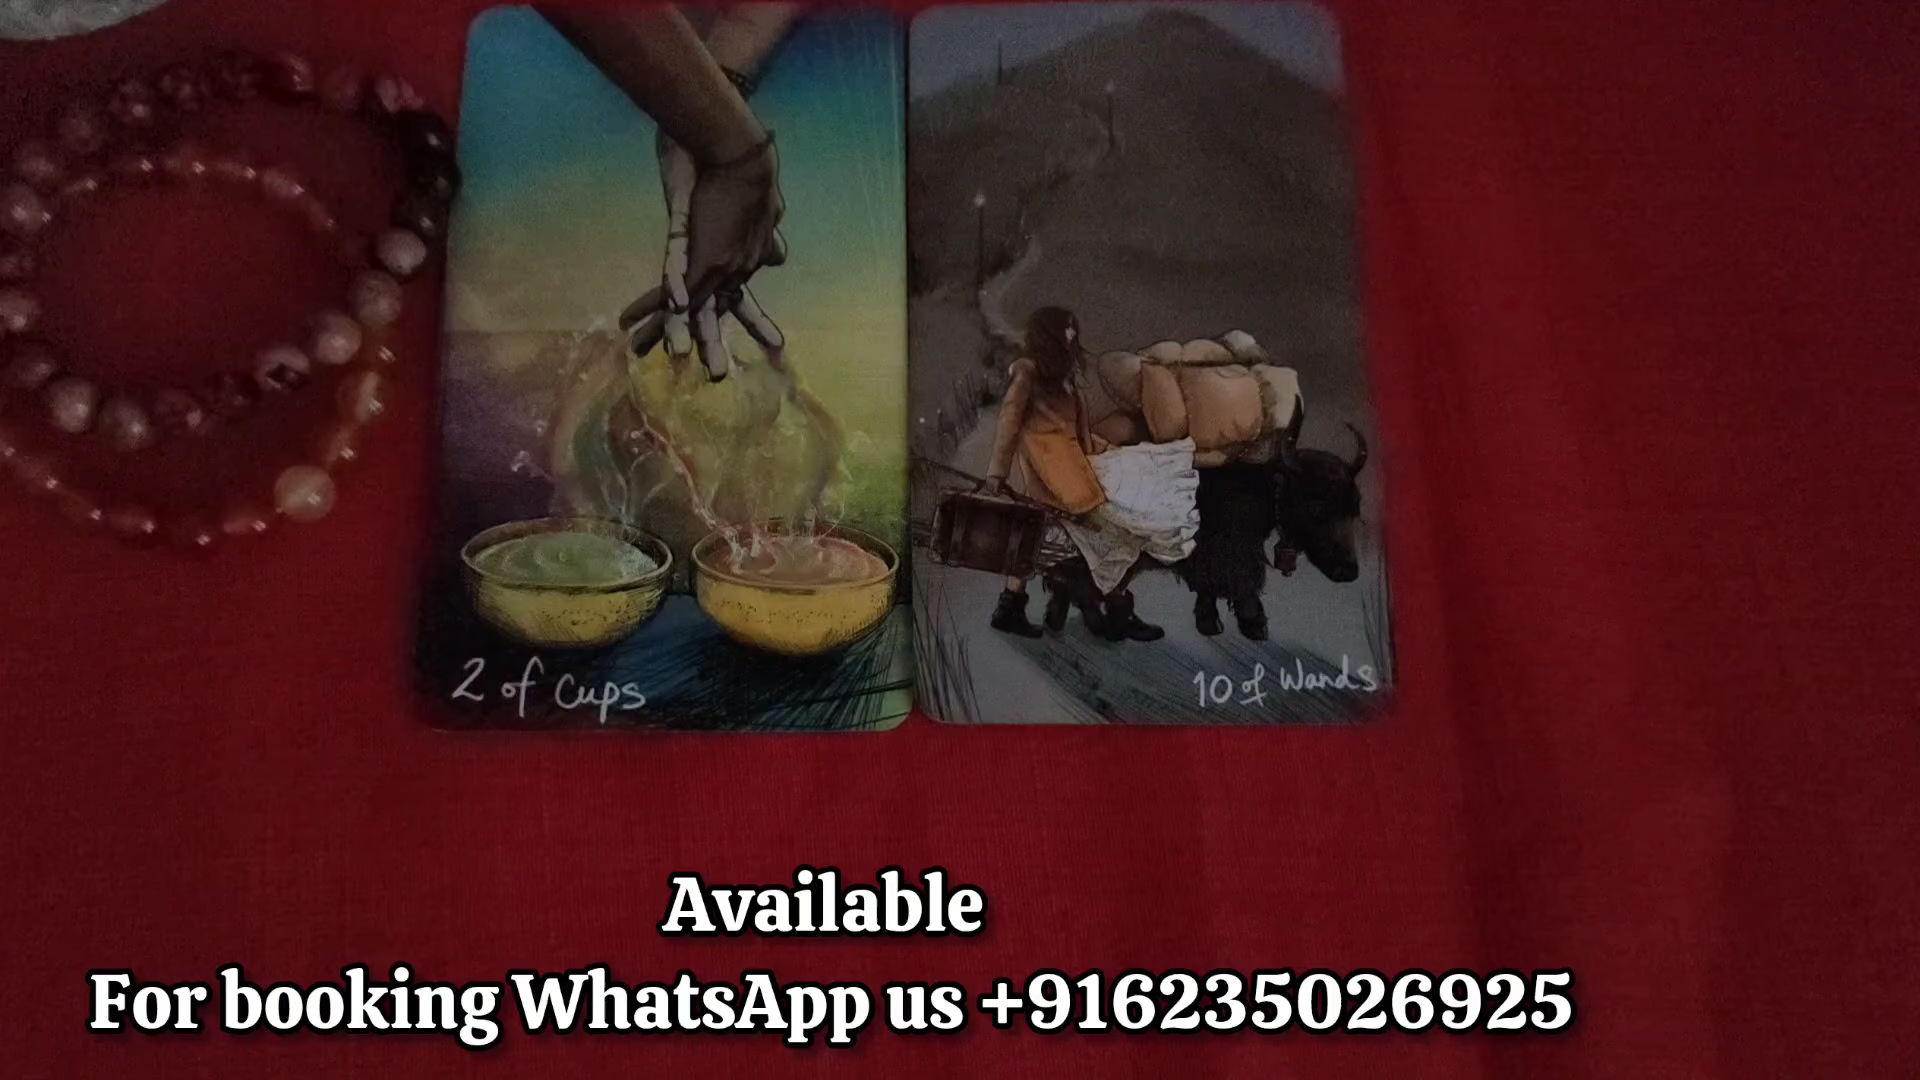 2 of Cups
10 of Wands
Available
For booking WhatsApp us +916235026925